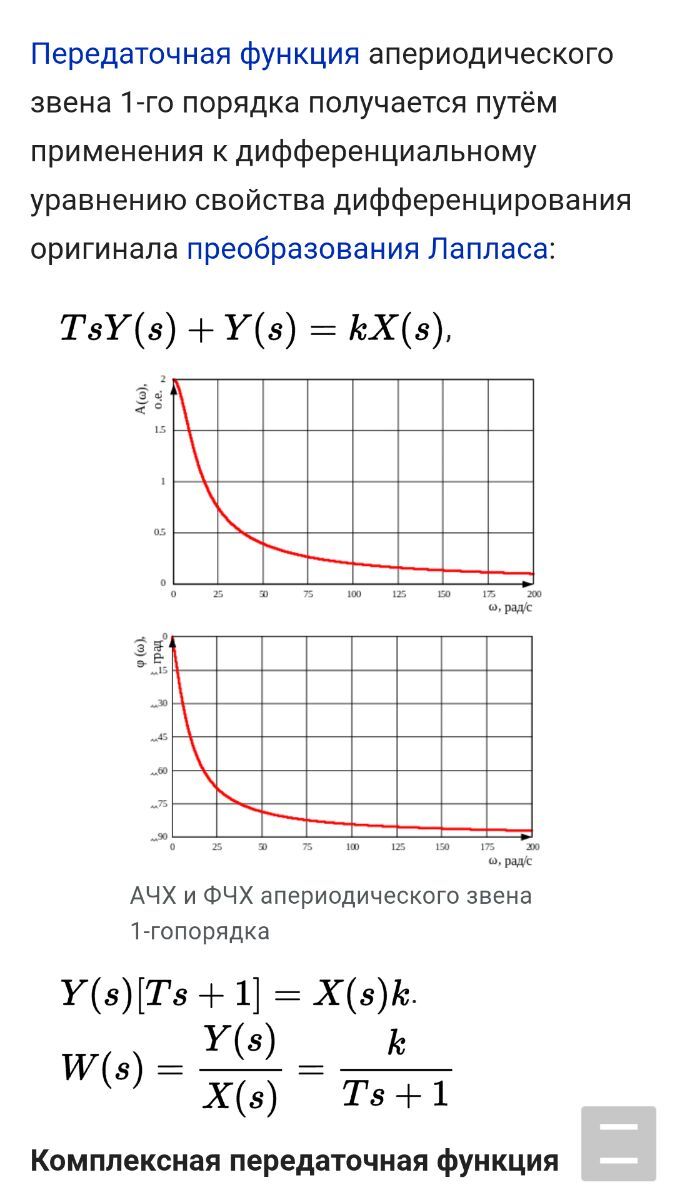 Передаточная функция апериодического
звена 1-го порядка получается путём
применения к дифференциальному
уравнению свойства дифференцирования
оригинала преобразования Лапласа:
TsY(s) + Y(s) = kX(s),
A(ω),
о.е.
2
1.5
1
0.5
0
0 25 50 75 100 125 150 175 200
ω, рад/с
φ (ω),
град
0
15
30
45
60
75
90
0 25 50 75 100 125 150 175 200
ω, рад/с
АЧХ и ФЧХ апериодического звена
1-гопорядка
Y(s)[Ts + 1] = X(s)k.
W(s) = Y(s)/X(s) = k/(Ts + 1)
Комплексная передаточная функция